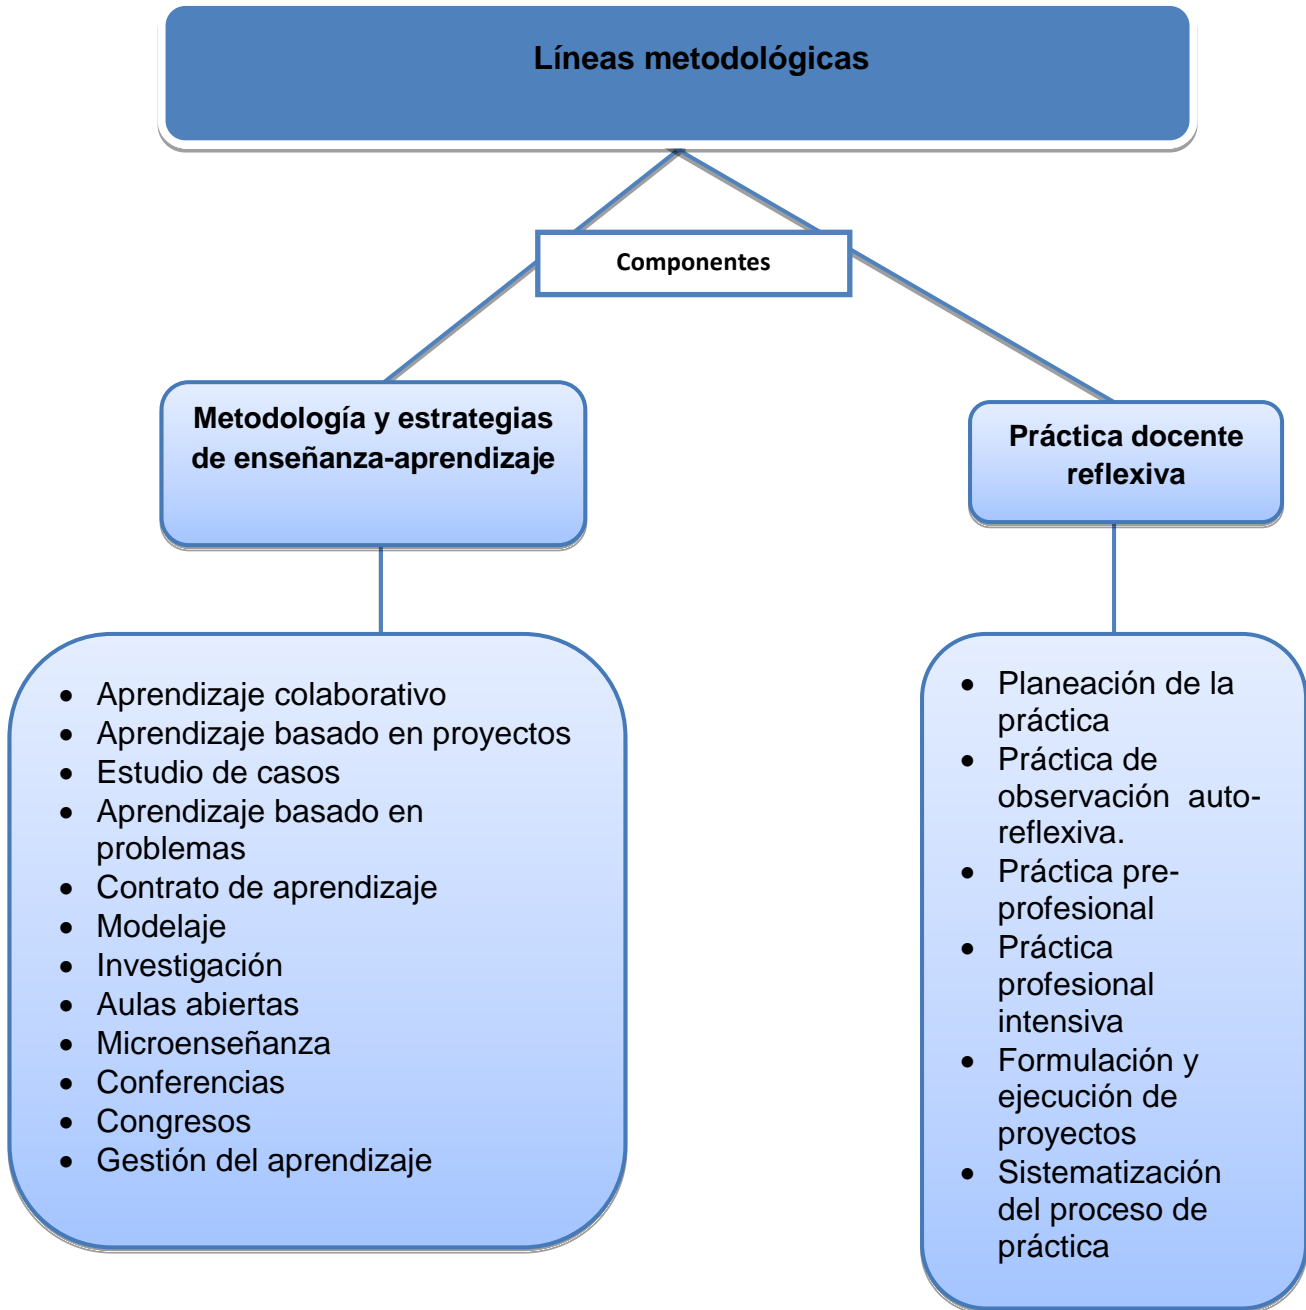 Líneas metodológicas
Componentes
Metodología y estrategias
de enseñanza-aprendizaje
• Aprendizaje colaborativo
• Aprendizaje basado en proyectos
• Estudio de casos
• Aprendizaje basado en
problemas
• Contrato de aprendizaje
• Modelaje
• Investigación
• Aulas abiertas
• Microenseñanza
• Conferencias
• Congresos
• Gestión del aprendizaje
Práctica docente
reflexiva
• Planeación de la
práctica
• Práctica de
observación  auto-
reflexiva.
• Práctica pre-
profesional
• Práctica
profesional
intensiva
• Formulación y
ejecución de
proyectos
• Sistematización
del proceso de
práctica